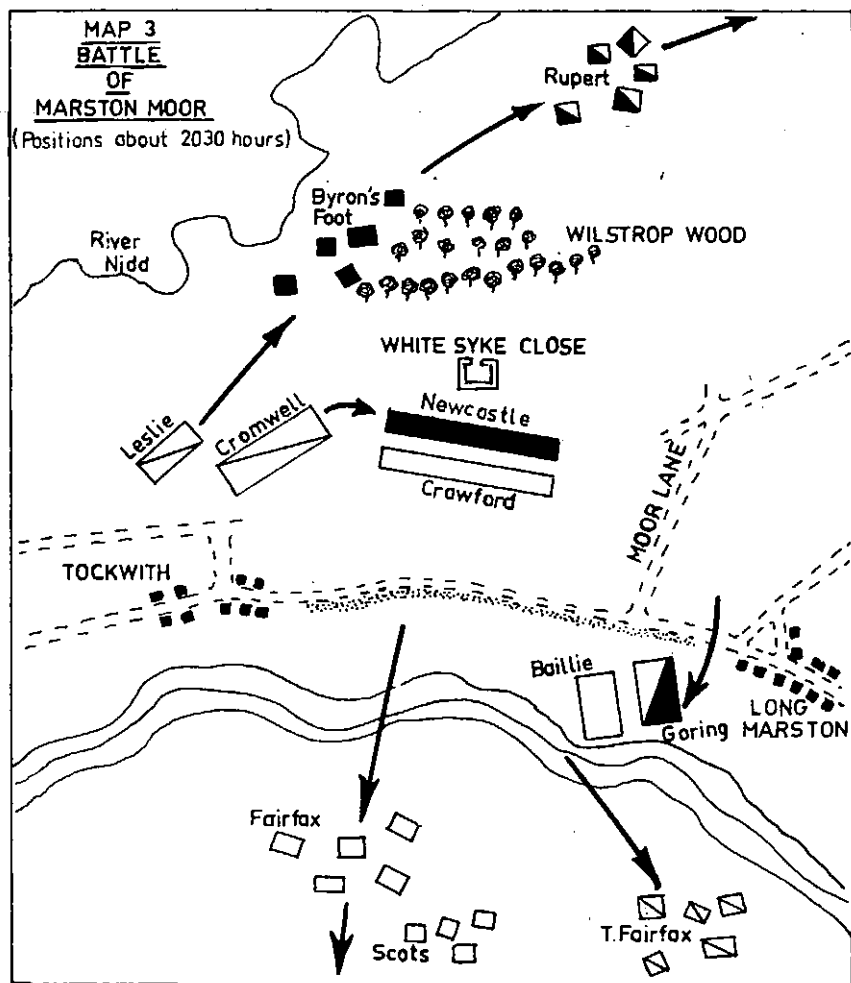 MAP 3
BATTLE
OF
MARSTON MOOR
(Positions about 2030 hours)
Rupert
Byron's
Foot
River
Nidd
WILSTROP WOOD
WHITE SYKE CLOSE
Leslie
Cromwell
Newcastle
Crawford
MOOR LANE
TOCKWITH
Baillie
Goring
LONG
MARSTON
Fairfax
Scots
T. Fairfax